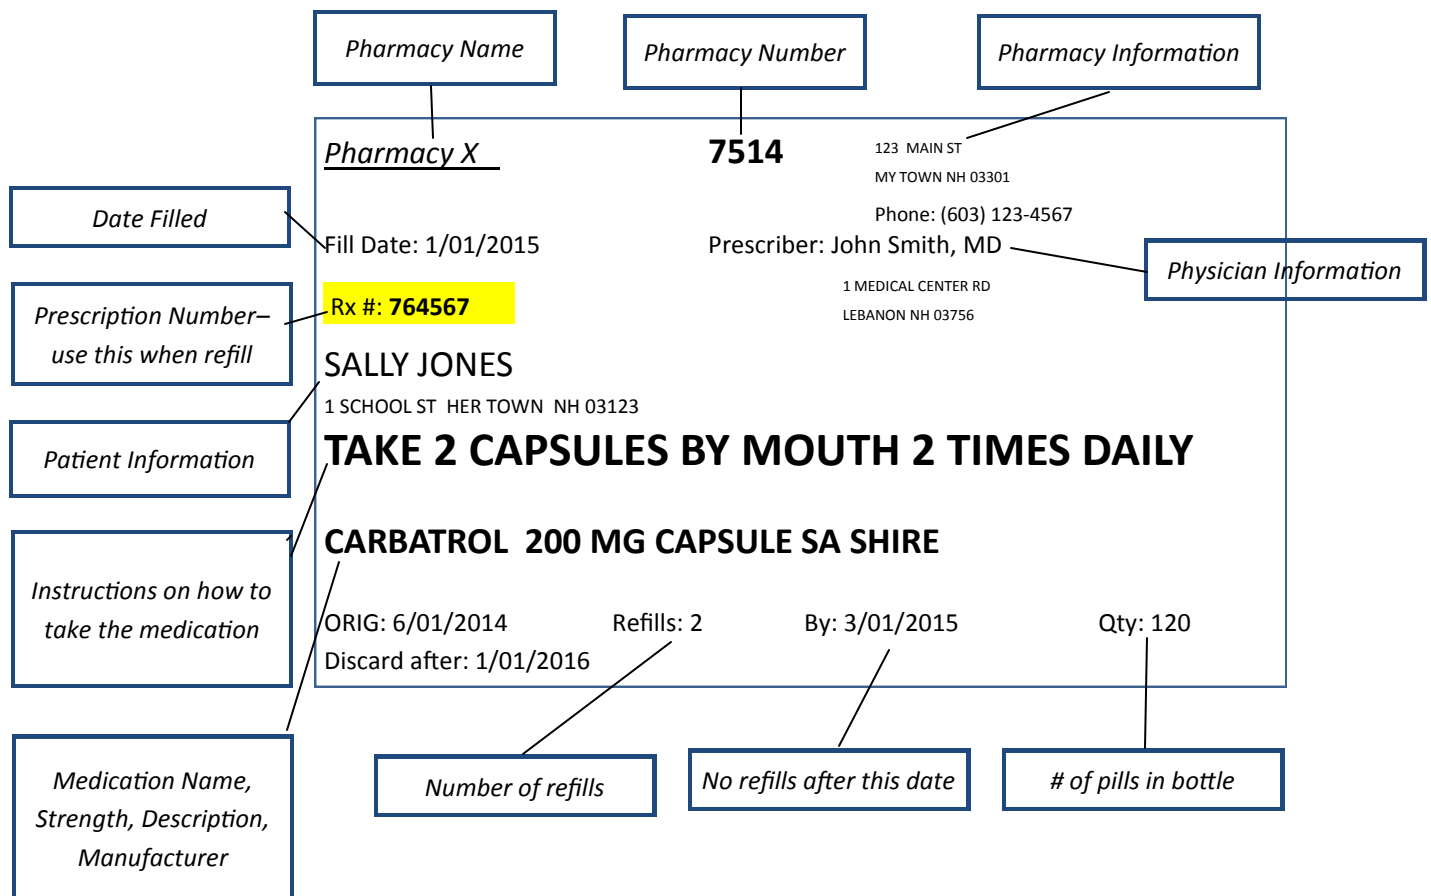 Pharmacy Name
Pharmacy Number
Pharmacy Information
Pharmacy X
7514
123 MAIN ST
MY TOWN NH 03301
Phone: (603) 123-4567
Date Filled
Fill Date: 1/01/2015
Prescriber: John Smith, MD
Physician Information
1 MEDICAL CENTER RD
LEBANON NH 03756
Prescription Number–
use this when refill
Rx #: 764567
SALLY JONES
1 SCHOOL ST HER TOWN NH 03123
Patient Information
TAKE 2 CAPSULES BY MOUTH 2 TIMES DAILY
CARBATROL 200 MG CAPSULE SA SHIRE
Instructions on how to
take the medication
ORIG: 6/01/2014
Refills: 2
By: 3/01/2015
Qty: 120
Discard after: 1/01/2016
Medication Name,
Strength, Description,
Manufacturer
Number of refills
No refills after this date
# of pills in bottle